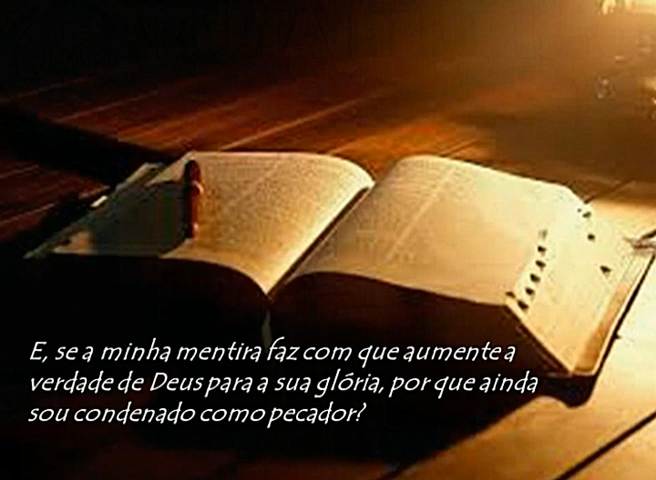 E, se a minha mentira faz com que aumente a
verdade de Deus para a sua glória, por que ainda
sou condenado como pecador?